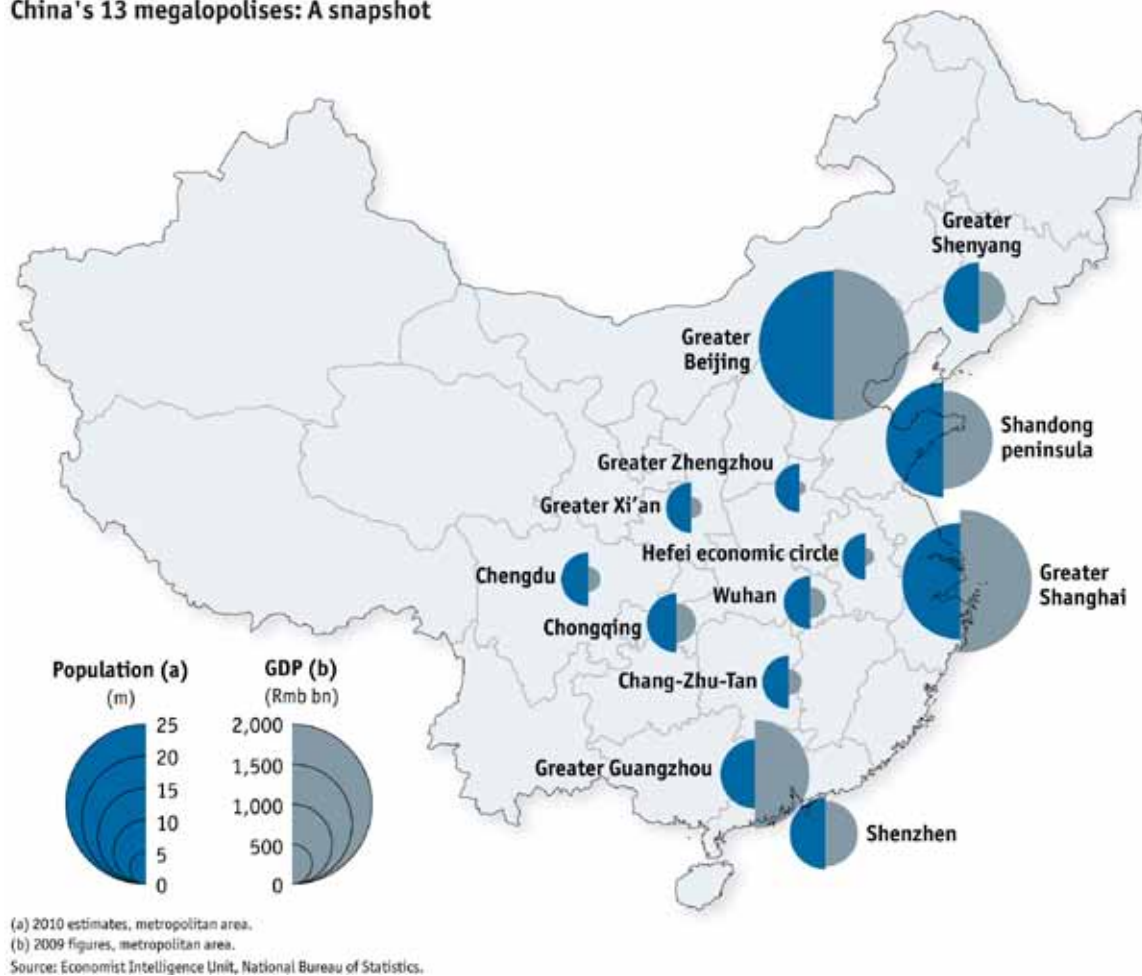 China's 13 megalopolises: A snapshot
Greater
Shenyang
Greater
Beijing
Shandong
peninsula
Greater Zhengzhou
Greater Xi'an
Hefei economic circle
Chengdu
Wuhan
Greater
Shanghai
Chongqing
Chang-Zhu-Tan
Greater Guangzhou
Shenzhen
Population (a)
(m)
25
20
15
10
5
0
GDP (b)
(Rmb bn)
2,000
1,500
1,000
500
0
(a) 2010 estimates, metropolitan area.
(b) 2009 figures, metropolitan area.
Source: Economist Intelligence Unit, National Bureau of Statistics.